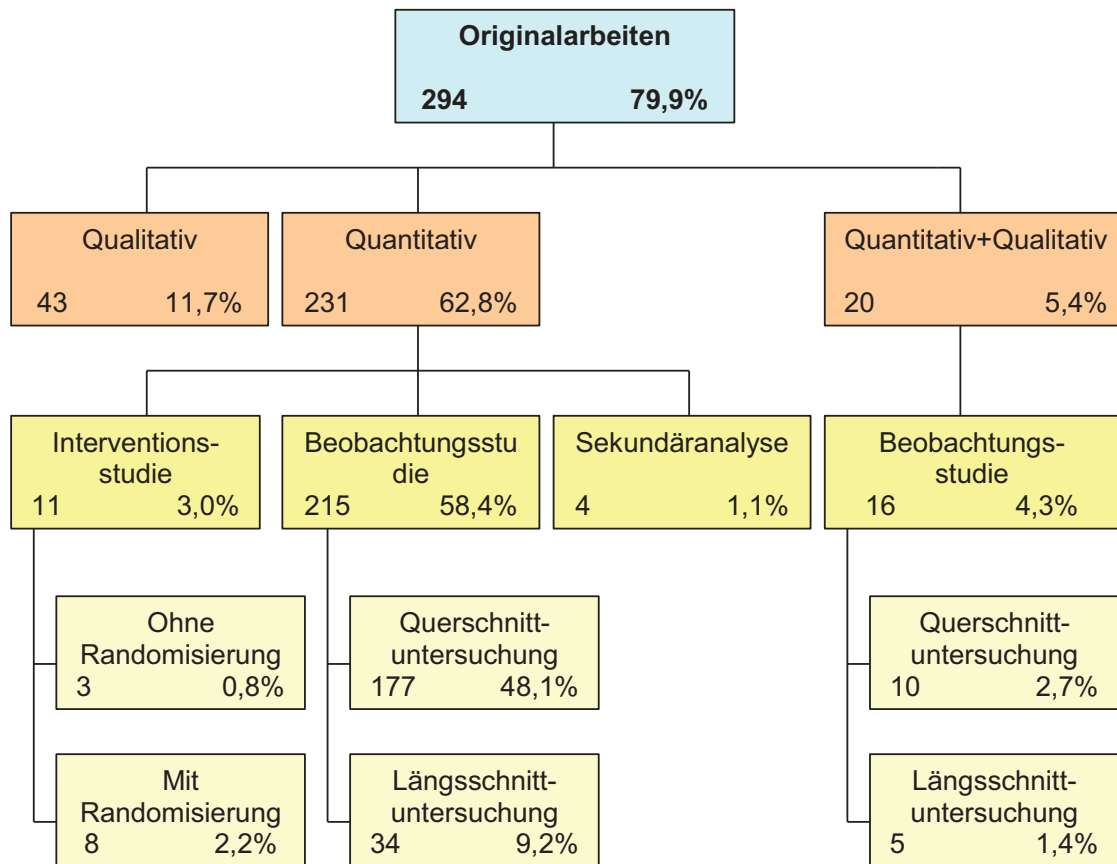 Originalarbeiten
294 79,9%
Qualitativ
43 11,7%
Quantitativ
231 62,8%
Quantitativ+Qualitativ
20 5,4%
Interventions-
studie
11 3,0%
Beobachtungsstu
die
215 58,4%
Sekundäranalyse
4 1,1%
Beobachtungs-
studie
16 4,3%
Ohne
Randomisierung
3 0,8%
Querschnitt-
untersuchung
177 48,1%
Querschnitt-
untersuchung
10 2,7%
Mit
Randomisierung
8 2,2%
Längsschnitt-
untersuchung
34 9,2%
Längsschnitt-
untersuchung
5 1,4%